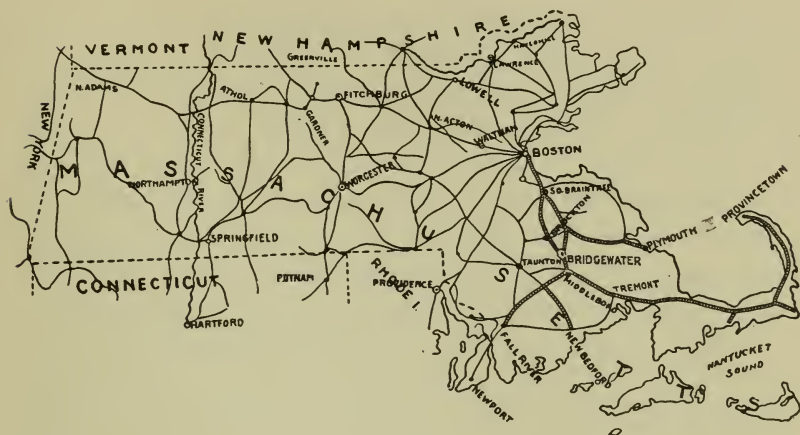 VERMONT
NEW HAMPSHIRE
GREENVILLE
HAVERHILL
LAWRENCE
LOWELL
N. ADAMS
ATHOL
FITCHBURG
GARDNER
N. ACTON
WALTHAM
NEW YORK
CONNECTICUT RIVER
BOSTON
MASSACHUSETTS
NORTHAMPTON
WORCESTER
SO. BRAINTREE
BROCKTON
PLYMOUTH
PROVINCETOWN
SPRINGFIELD
TAUNTON
BRIDGEWATER
CONNECTICUT
PUTNAM
RHODE I.
PROVIDENCE
MIDDLEBORO
TREMONT
HARTFORD
FALL RIVER
NEW BEDFORD
NANTUCKET
SOUND
NEWPORT